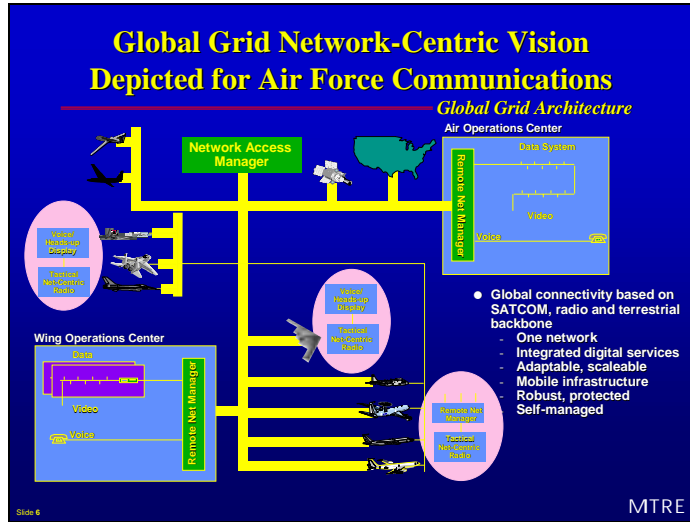 Global Grid Network-Centric Vision
Depicted for Air Force Communications
Global Grid Architecture
Air Operations Center
Network Access
Manager
Remote Net Manager
Data System
Video
Voice
Voicer
Heads-up
Display
Tactical
Net-Centric
Radio
Voicer
Heads-up
Display
Tactical
Net-Centric
Radio
● Global connectivity based on
SATCOM, radio and terrestrial
backbone
- One network
- Integrated digital services
- Adaptable, scaleable
- Mobile infrastructure
- Robust, protected
- Self-managed
Wing Operations Center
Data
Video
Voice
Remote Net Manager
Remote Net
Manager
Tactical
Net-Centric
Radio
Slide 6
MITRE